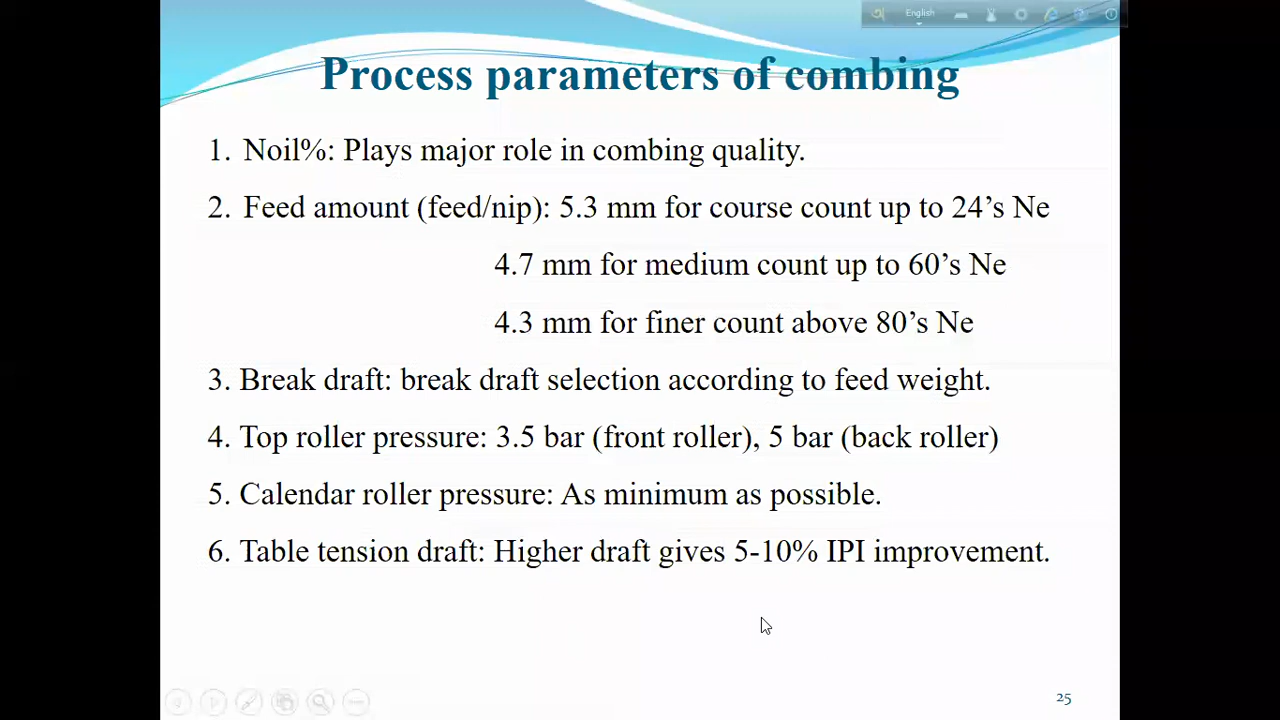 English
Process parameters of combing
1. Noil%: Plays major role in combing quality.
2. Feed amount (feed/nip): 5.3 mm for course count up to 24’s Ne
4.7 mm for medium count up to 60’s Ne
4.3 mm for finer count above 80’s Ne
3. Break draft: break draft selection according to feed weight.
4. Top roller pressure: 3.5 bar (front roller), 5 bar (back roller)
5. Calendar roller pressure: As minimum as possible.
6. Table tension draft: Higher draft gives 5-10% IPI improvement.
25